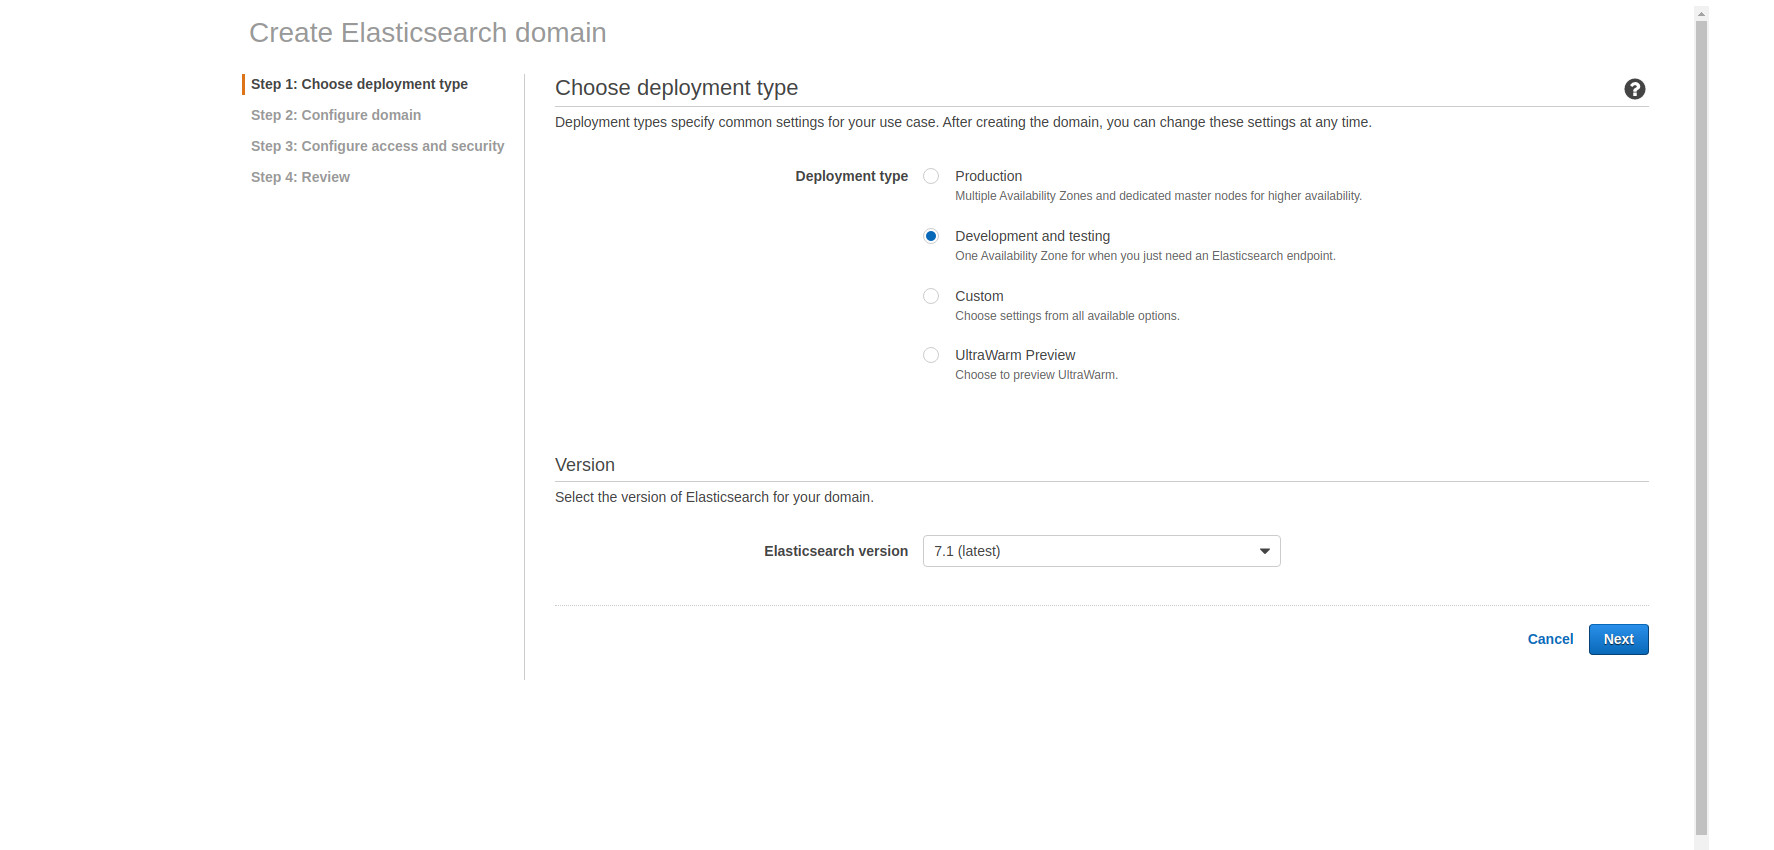 Create Elasticsearch domain
Step 1: Choose deployment type
Step 2: Configure domain
Step 3: Configure access and security
Step 4: Review
Choose deployment type
Deployment types specify common settings for your use case. After creating the domain, you can change these settings at any time.
Deployment type
Production
Multiple Availability Zones and dedicated master nodes for higher availability.
Development and testing
One Availability Zone for when you just need an Elasticsearch endpoint.
Custom
Choose settings from all available options.
UltraWarm Preview
Choose to preview UltraWarm.
Version
Select the version of Elasticsearch for your domain.
Elasticsearch version 7.1 (latest)
Cancel Next